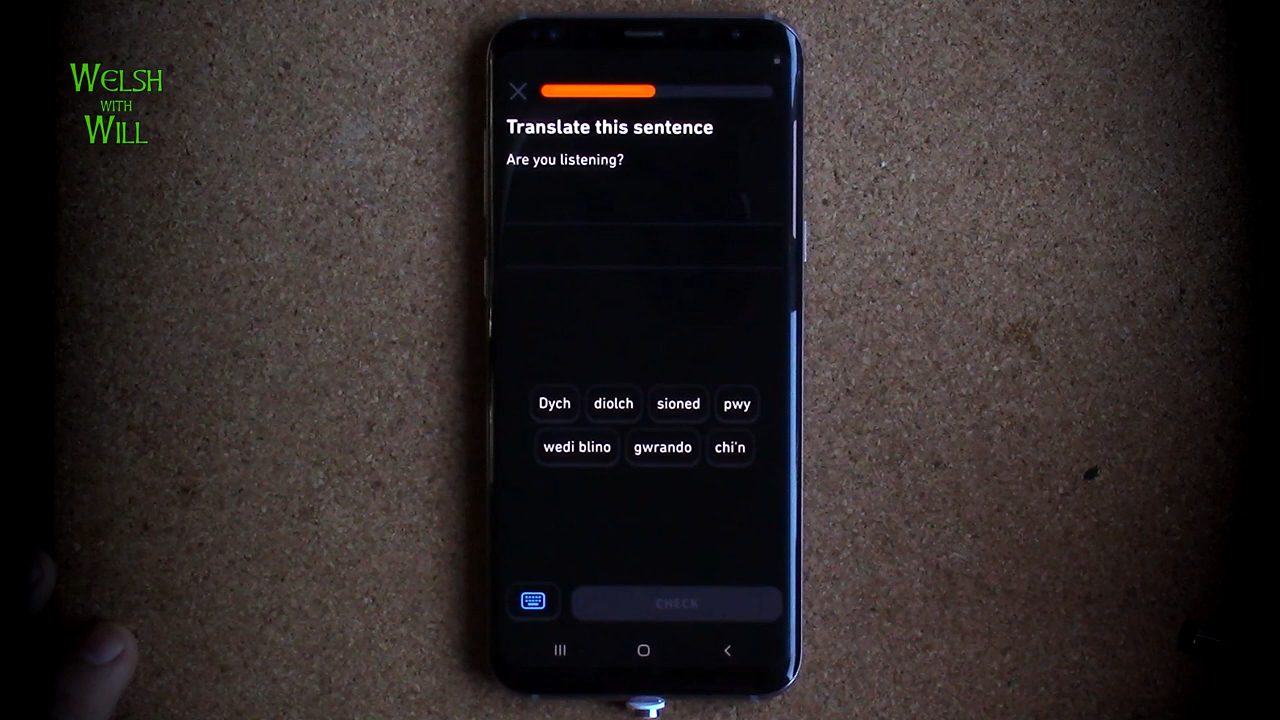 WELSH
WITH
WILL
Translate this sentence
Are you listening?
Dych diolch sioned pwy
wedi blino gwrando chi'n
CHECK